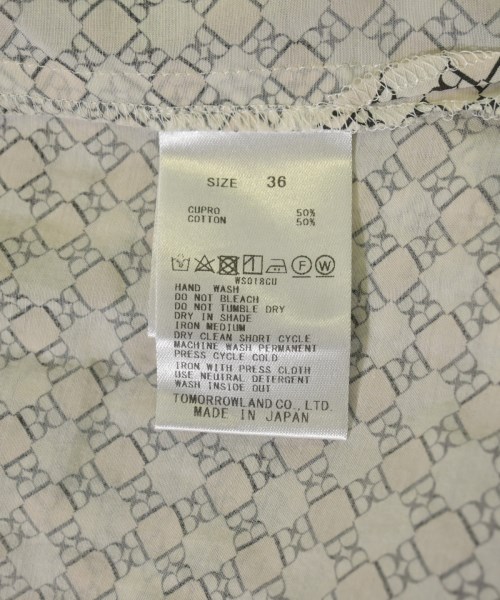 SIZE 36
CUPRO 50%
COTTON 50%
F W
WS018CU
HAND WASH
DO NOT BLEACH
DO NOT TUMBLE DRY
DRY IN SHADE
IRON MEDIUM
DRY CLEAN SHORT CYCLE
MACHINE WASH PERMANENT
PRESS CYCLE COLD
IRON WITH PRESS CLOTH
USE NEUTRAL DETERGENT
WASH INSIDE OUT
TOMORROWLAND CO., LTD.
MADE IN JAPAN